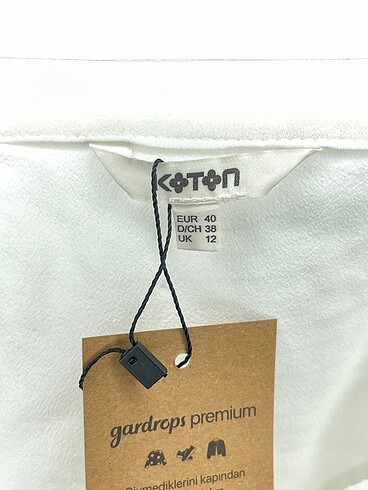 KOTON
EUR 40
D/CH 38
UK 12
gardrops premium
Giymediklerini kapından